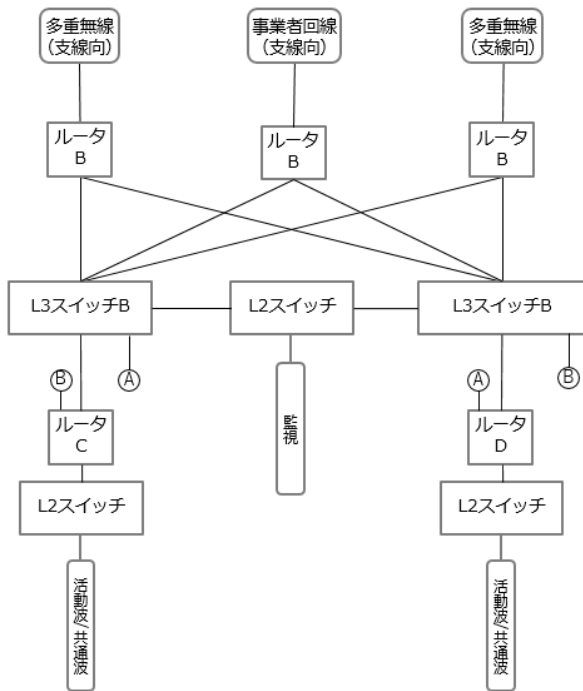 多重無線
（支線向）
事業者回線
（支線向）
多重無線
（支線向）
ルータ
B
ルータ
B
ルータ
B
L3スイッチB
L2スイッチ
L3スイッチB
B
A
A
B
ルータ
C
監視
ルータ
D
L2スイッチ
L2スイッチ
活動波/共通波
活動波/共通波